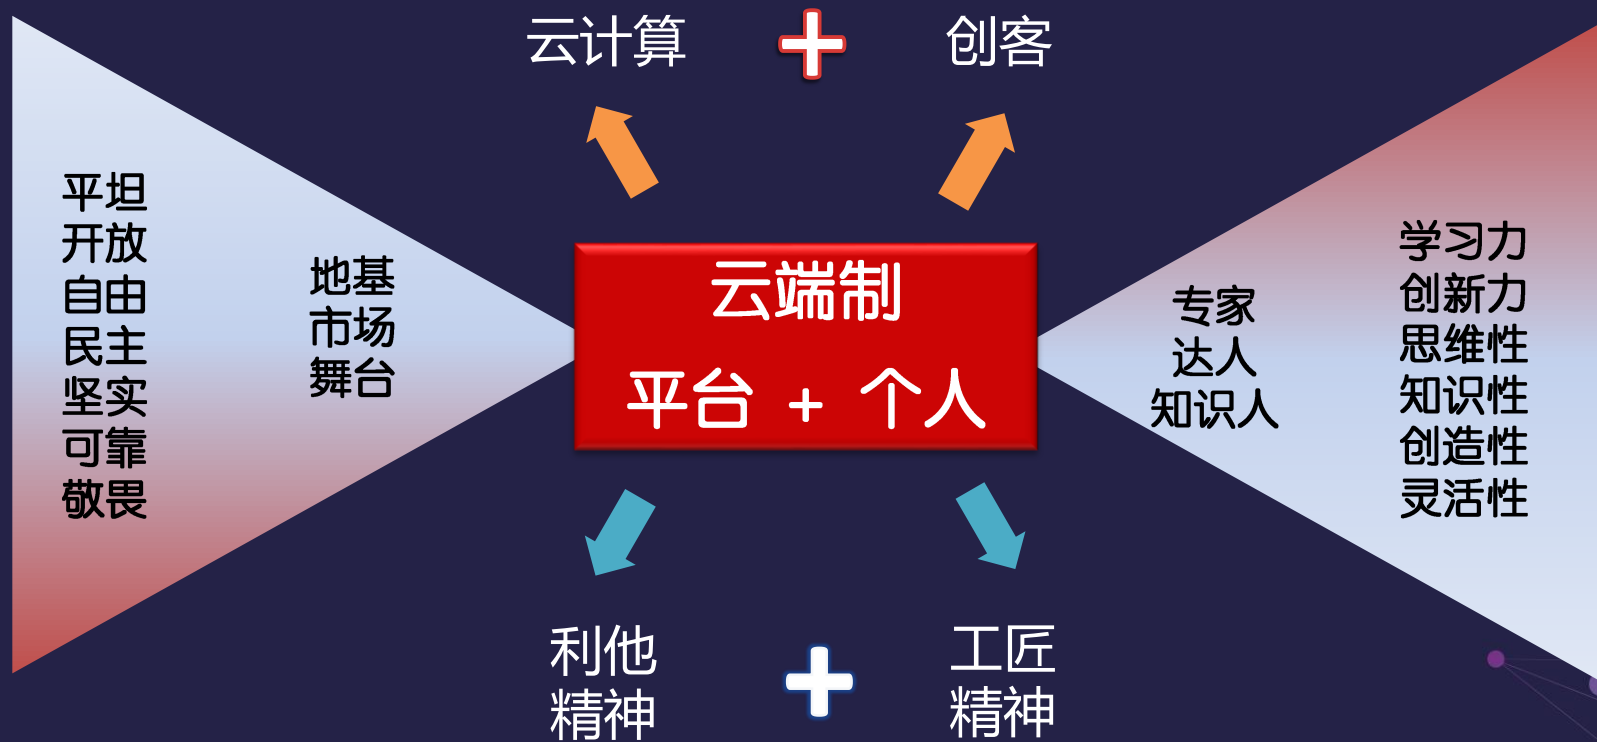 云计算 + 创客
平坦
开放
自由
民主
坚实
可靠
敬畏
地基
市场
舞台
云端制
平台 + 个人
专家
达人
知识人
学习力
创新力
思维性
知识性
创造性
灵活性
利他
精神
+
工匠
精神